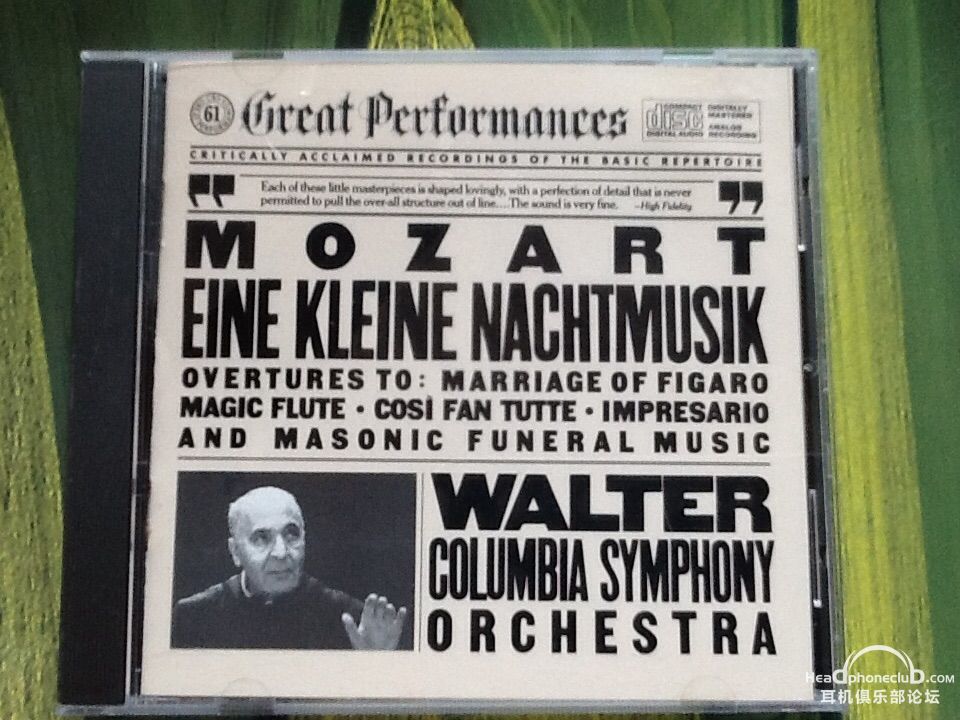 61 Great Performances
COMPACT disc DIGITAL AUDIO
DIGITALLY MASTERED
ANALOG RECORDING
CRITICALLY ACCLAIMED RECORDINGS OF THE BASIC REPERTOIRE
Each of these little masterpieces is shaped lovingly, with a perfection of detail that is never
permitted to pull the over-all structure out of line....The sound is very fine. –High Fidelity
MOZART
EINE KLEINE NACHTMUSIK
OVERTURES TO: MARRIAGE OF FIGARO
MAGIC FLUTE • COSÌ FAN TUTTE • IMPRESARIO
AND MASONIC FUNERAL MUSIC
WALTER
COLUMBIA SYMPHONY
ORCHESTRA
HeaDphonecluD.com
耳机俱乐部论坛